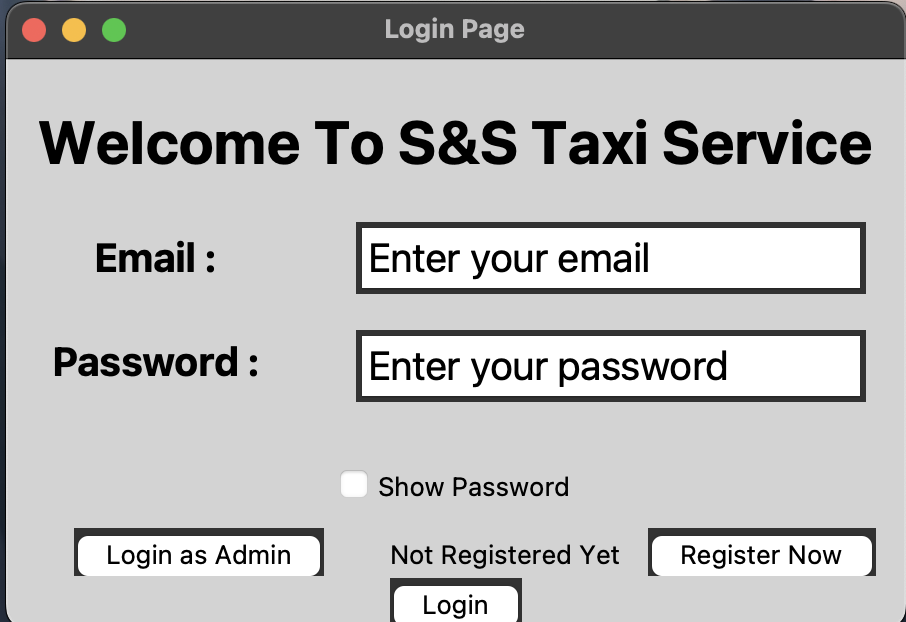 Login Page
Welcome To S&S Taxi Service
Email :
Enter your email
Password :
Enter your password
Show Password
Login as Admin
Not Registered Yet
Register Now
Login